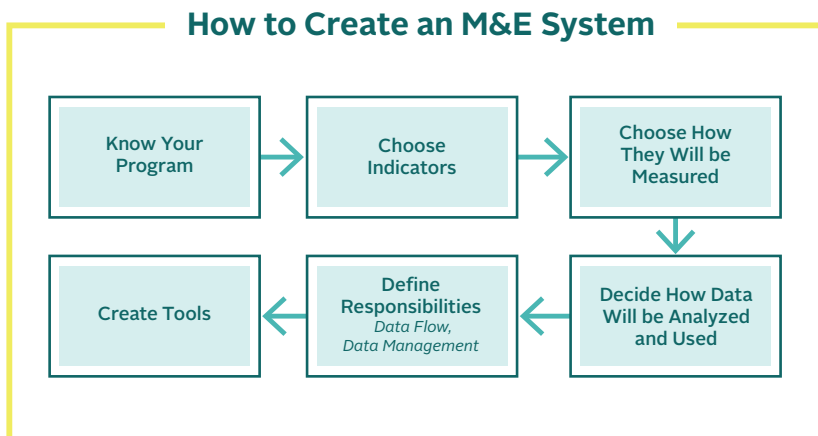 How to Create an M&E System
Know Your
Program
Choose
Indicators
Choose How
They Will be
Measured
Decide How Data
Will be Analyzed
and Used
Define
Responsibilities
Data Flow,
Data Management
Create Tools